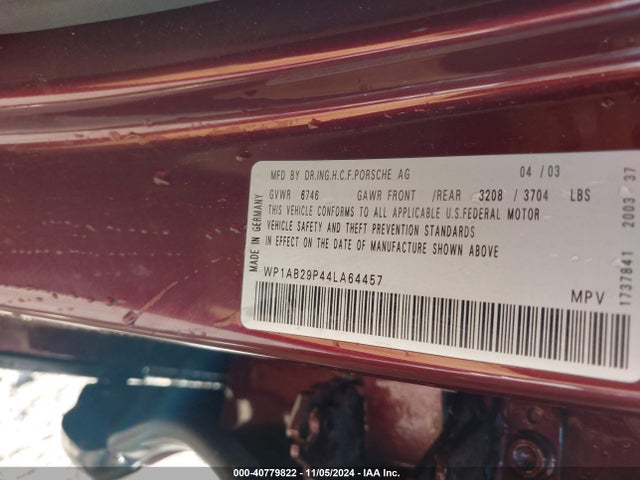 MFD BY DR.ING.H.C.F.PORSCHE AG 04 / 03
GVWR 6746 GAWR FRONT /REAR 3208 / 3704 LBS
THIS VEHICLE CONFORMS TO ALL APPLICABLE U.S.FEDERAL MOTOR
VEHICLE SAFETY AND THEFT PREVENTION STANDARDS
IN EFFECT ON THE DATE OF MANUFACTURE SHOWN ABOVE
WP1AB29P44LA64457 MPV
MADE IN GERMANY
1737841 2003 37
000-40779822 - 11/05/2024 - IAA Inc.